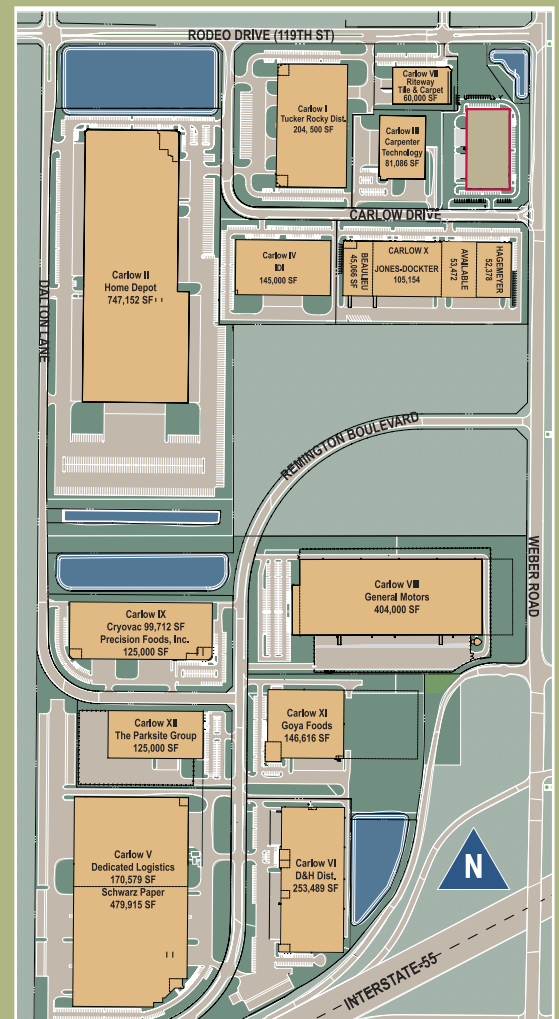 RODEO DRIVE (119TH ST)
Carlow VII
Riteway
Tile & Carpet
60,000 SF
Carlow I
Tucker Rocky Dist.
204, 500 SF
Carlow III
Carpenter
Technology
81,086 SF
CARLOW DRIVE
Carlow IV
IDI
145,000 SF
BEAULIEU
45,066 SF
CARLOW X
JONES-DOCKTER
105,154
AVAILABLE
53,472
HAGEMEYER
52,378
Carlow II
Home Depot
747,152 SF
DALTON LANE
REMINGTON BOULEVARD
WEBER ROAD
Carlow VIII
General Motors
404,000 SF
Carlow IX
Cryovac 99,712 SF
Precision Foods, Inc.
125,000 SF
Carlow XII
The Parksite Group
125,000 SF
Carlow XI
Goya Foods
146,616 SF
Carlow V
Dedicated Logistics
170,579 SF
Schwarz Paper
479,915 SF
Carlow VI
D&H Dist.
253,489 SF
N
INTERSTATE-55